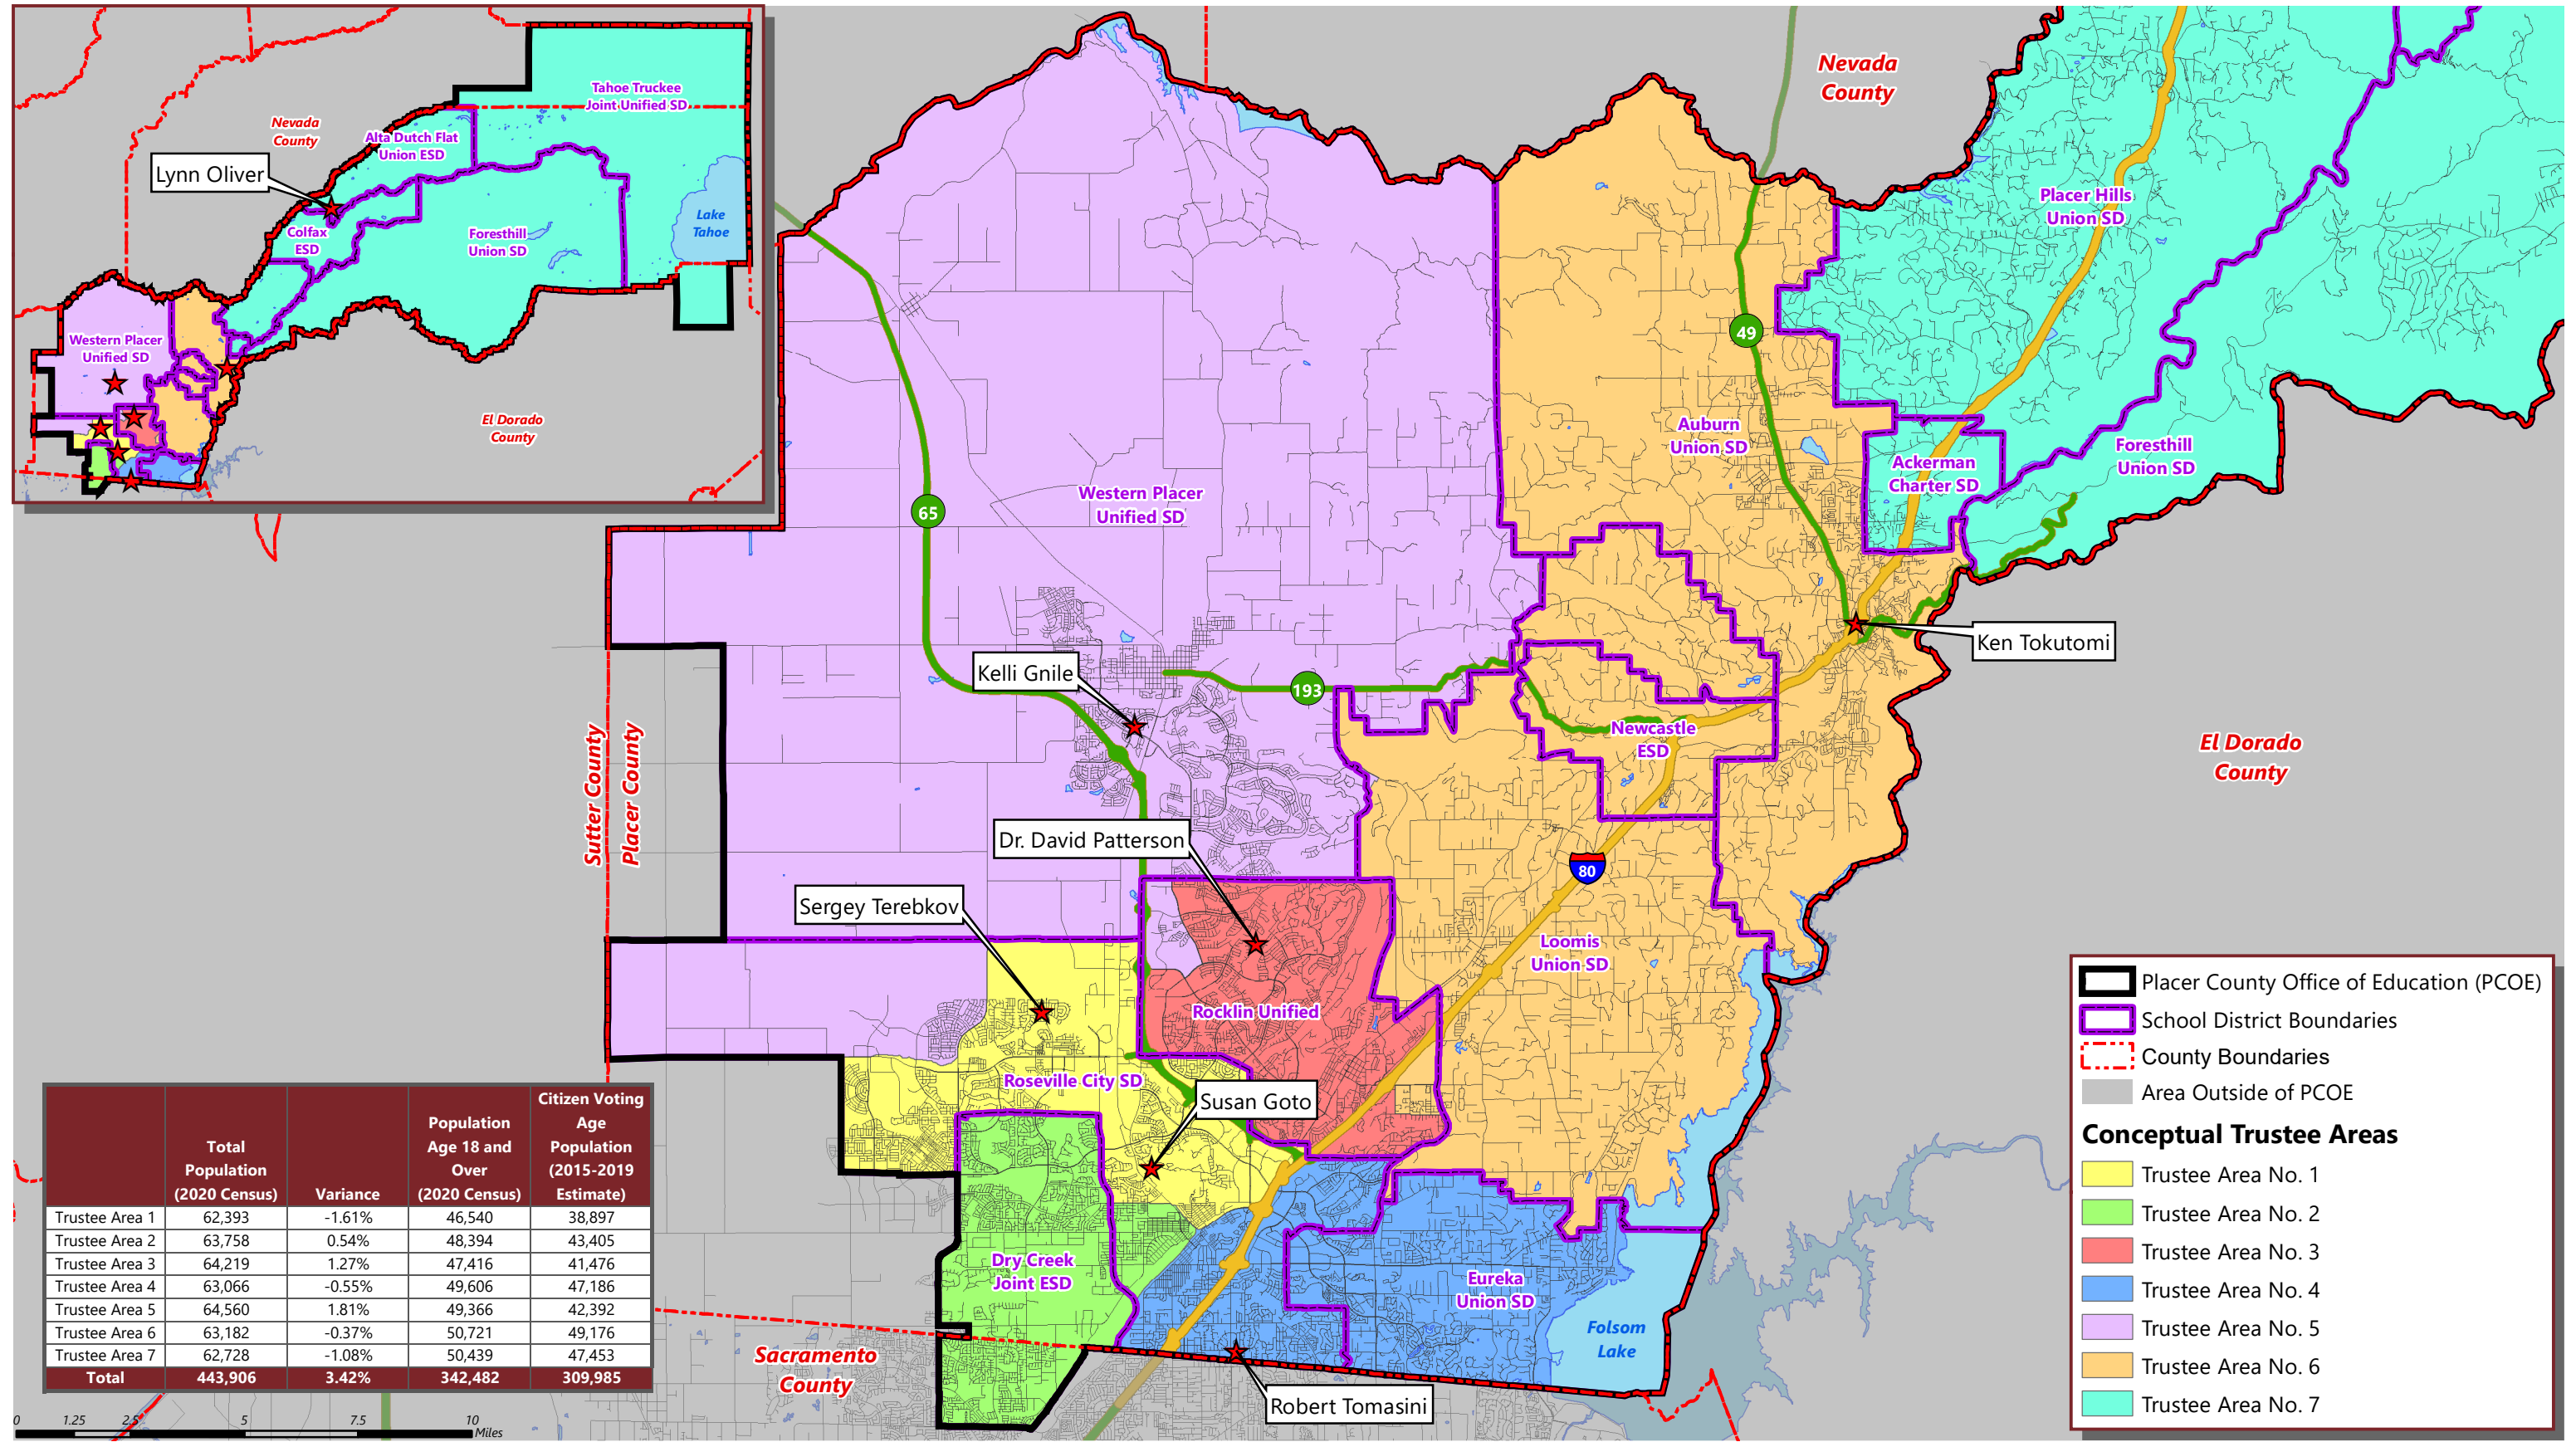 Nevada
County
Tahoe Truckee
Joint Unified SD
Alta Dutch Flat
Union ESD
Lynn Oliver
Colfax
ESD
Foresthill
Union SD
Lake
Tahoe
Western Placer
Unified SD
El Dorado
County
Nevada
County
Placer Hills
Union SD
49
Auburn
Union SD
Ackerman
Charter SD
Foresthill
Union SD
65
Western Placer
Unified SD
Ken Tokutomi
Kelli Gnile
193
Newcastle
ESD
El Dorado
County
Sutter County
Placer County
Dr. David Patterson
80
Sergey Terebkov
Loomis
Union SD
Rocklin Unified
Roseville City SD
Susan Goto
Dry Creek
Joint ESD
Eureka
Union SD
Folsom
Lake
Sacramento
County
Robert Tomasini
Total Population (2020 Census) Variance Population Age 18 and Over (2020 Census) Citizen Voting Age Population (2015-2019 Estimate)
Trustee Area 1 62,393 -1.61% 46,540 38,897
Trustee Area 2 63,758 0.54% 48,394 43,405
Trustee Area 3 64,219 1.27% 47,416 41,476
Trustee Area 4 63,066 -0.55% 49,606 47,186
Trustee Area 5 64,560 1.81% 49,366 42,392
Trustee Area 6 63,182 -0.37% 50,721 49,176
Trustee Area 7 62,728 -1.08% 50,439 47,453
Total 443,906 3.42% 342,482 309,985
0 1.25 2.5 5 7.5 10
Miles
Placer County Office of Education (PCOE)
School District Boundaries
County Boundaries
Area Outside of PCOE
Conceptual Trustee Areas
Trustee Area No. 1
Trustee Area No. 2
Trustee Area No. 3
Trustee Area No. 4
Trustee Area No. 5
Trustee Area No. 6
Trustee Area No. 7